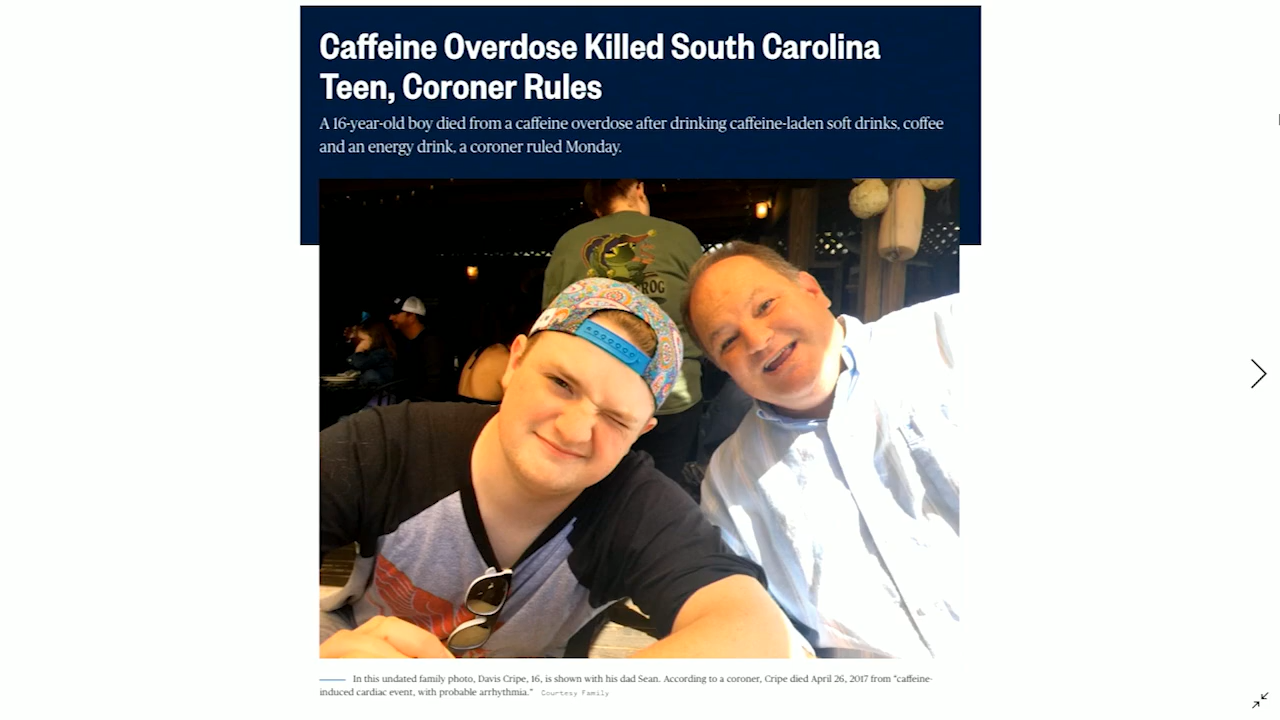 Caffeine Overdose Killed South Carolina
Teen, Coroner Rules
A 16-year-old boy died from a caffeine overdose after drinking caffeine-laden soft drinks, coffee
and an energy drink, a coroner ruled Monday.
ROG
In this undated family photo, Davis Cripe, 16, is shown with his dad Sean. According to a coroner, Cripe died April 26, 2017 from "caffeine-
induced cardiac event, with probable arrhythmia." Courtesy Family